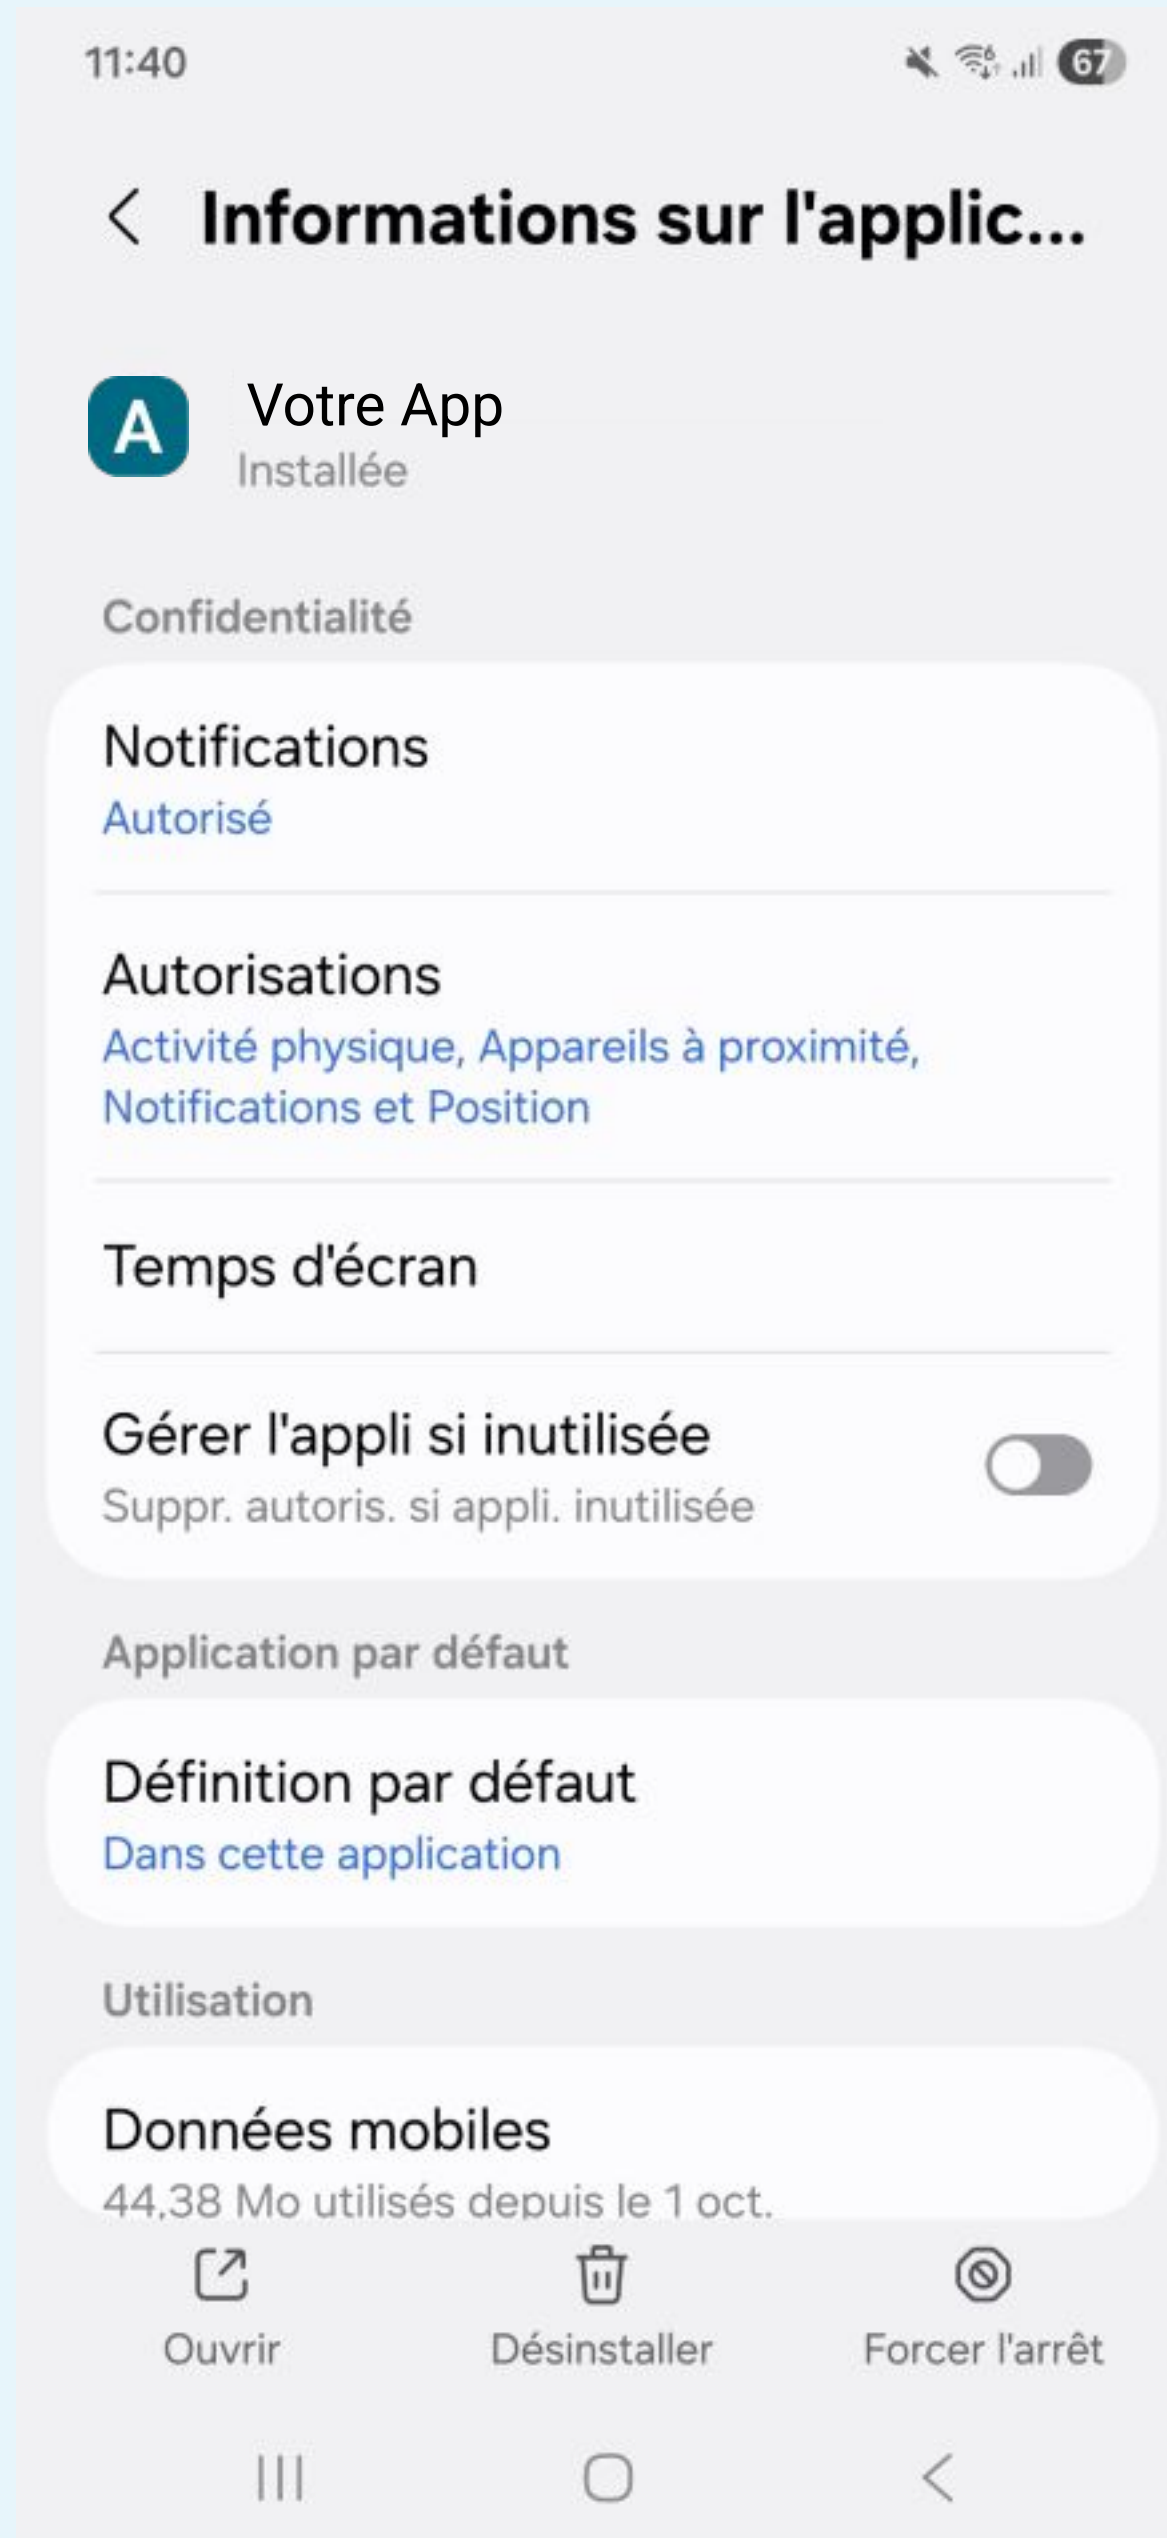 11:40
6
67
Informations sur l'applic...
A
Votre App
Installée
Confidentialité
Notifications
Autorisé
Autorisations
Activité physique, Appareils à proximité,
Notifications et Position
Temps d'écran
Gérer l'appli si inutilisée
Suppr. autoris. si appli. inutilisée
Application par défaut
Définition par défaut
Dans cette application
Utilisation
Données mobiles
44,38 Mo utilisés depuis le 1 oct.
Ouvrir
Désinstaller
Forcer l'arrêt